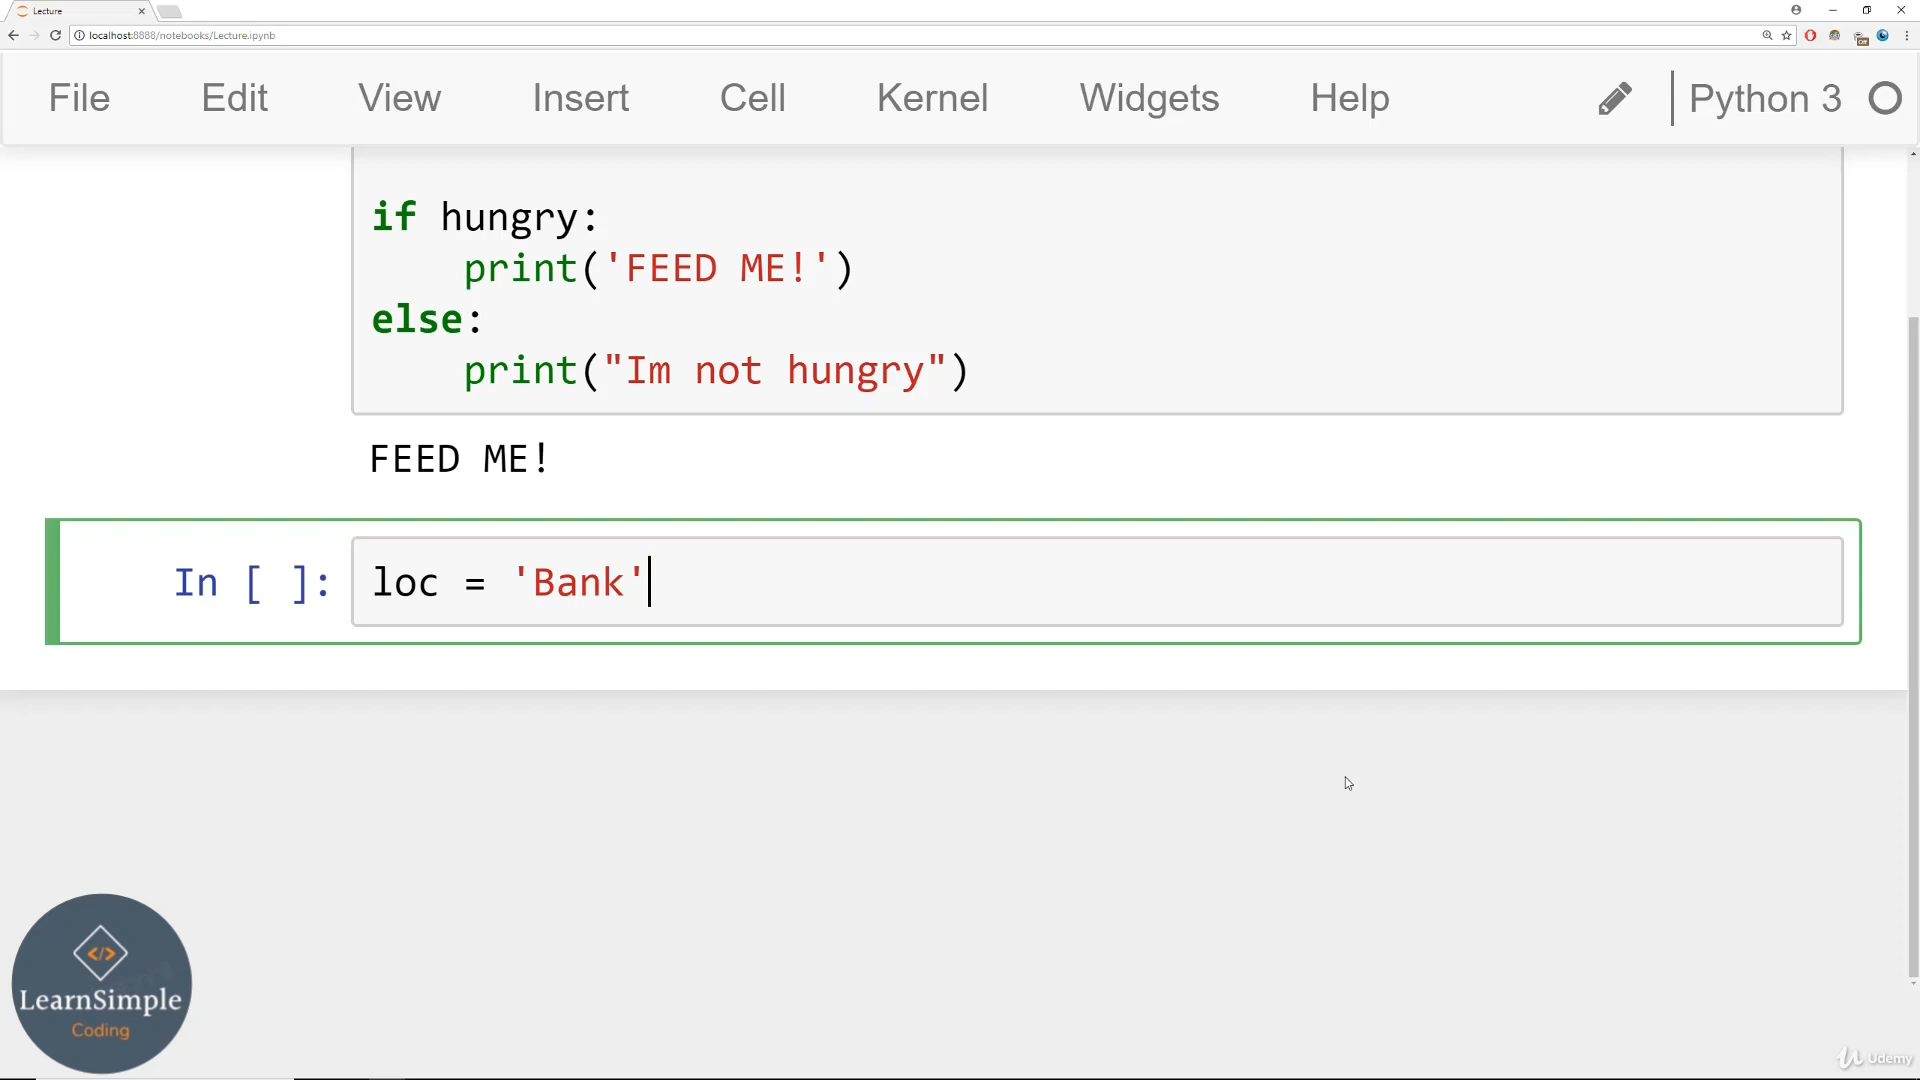 Lecture
localhost:8888/notebooks/Lecture.ipynb
File Edit View Insert Cell Kernel Widgets Help Python 3
if hungry:
print('FEED ME!')
else:
print("Im not hungry")
FEED ME!
In [ ]: loc = 'Bank'
</>
LearnSimple
Coding
Udemy